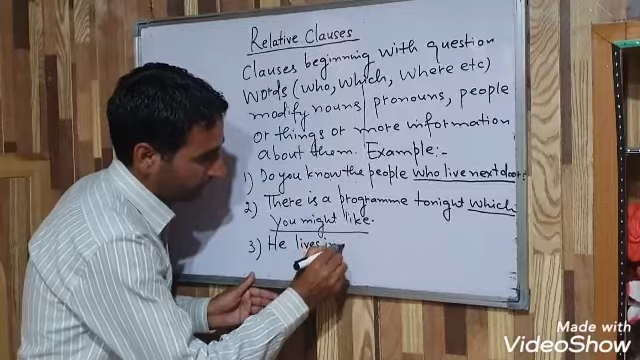 Relative Clauses
Clauses beginning with question
words (who, which, where etc)
modify nouns, pronouns, people
or things or more information
about them. Example:-
1) Do you know the people who live next door?
2) There is a programme tonight which
you might like.
3) He lives in
Made with
VideoShow